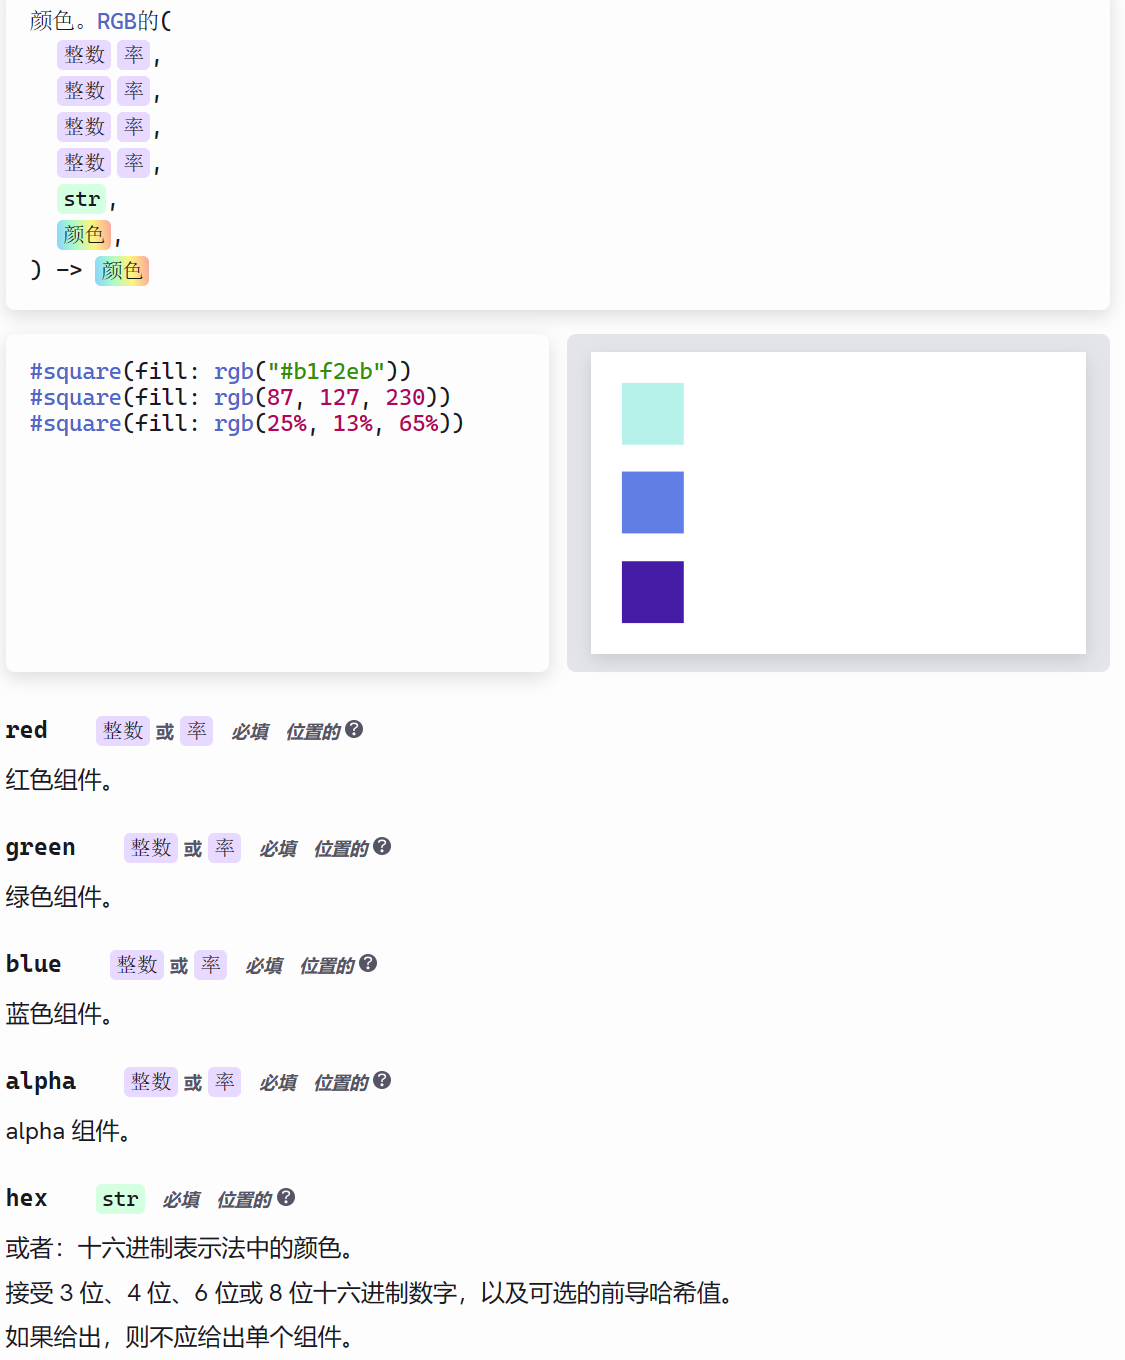 颜色。RGB的(
整数 率,
整数 率,
整数 率,
整数 率,
str,
颜色,
) -> 颜色
#square(fill: rgb("#b1f2eb"))
#square(fill: rgb(87, 127, 230))
#square(fill: rgb(25%, 13%, 65%))
red 整数 或 率 必填 位置的 ?
红色组件。
green 整数 或 率 必填 位置的 ?
绿色组件。
blue 整数 或 率 必填 位置的 ?
蓝色组件。
alpha 整数 或 率 必填 位置的 ?
alpha 组件。
hex str 必填 位置的 ?
或者：十六进制表示法中的颜色。
接受 3 位、4 位、6 位或 8 位十六进制数字，以及可选的前导哈希值。
如果给出，则不应给出单个组件。